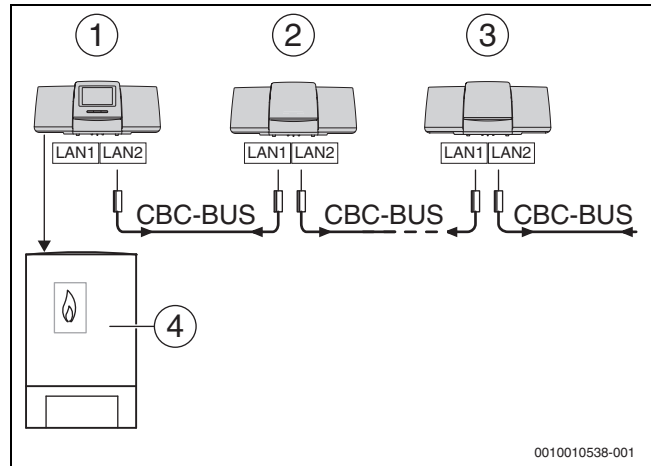 1 2 3
LAN1 LAN2 LAN1 LAN2 LAN1 LAN2
CBC-BUS CBC-BUS CBC-BUS
4
0010010538-001